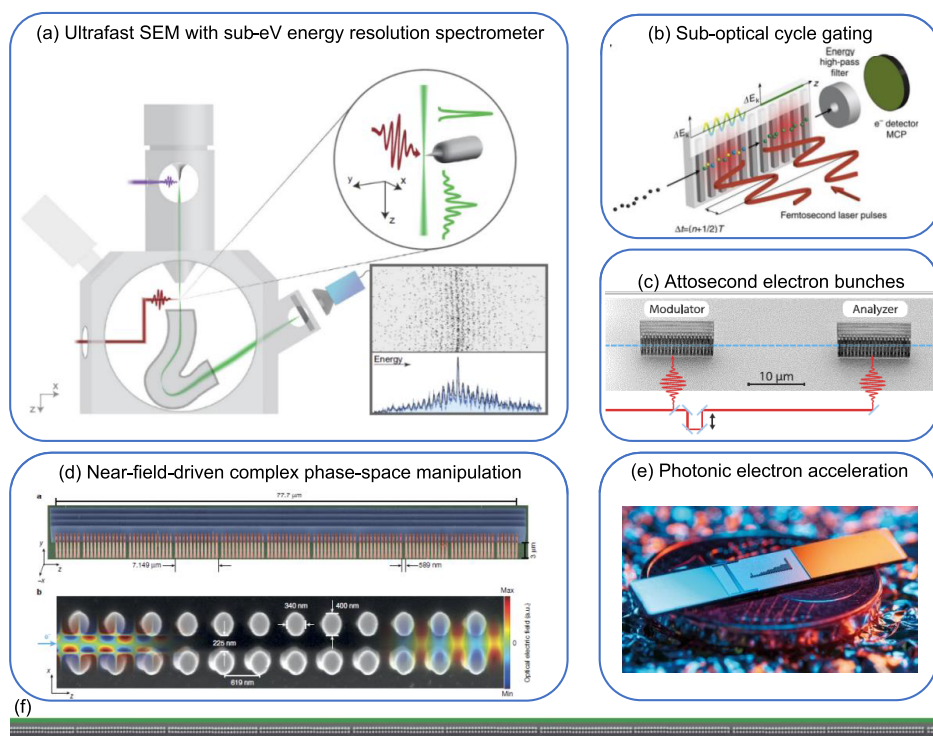 (a) Ultrafast SEM with sub-eV energy resolution spectrometer
y
x
z
Energy
x
z
(b) Sub-optical cycle gating
Energy
high-pass
filter
z
ΔEₖ
ΔEₖ
e⁻ detector
MCP
Femtosecond laser pulses
Δt=(n+1/2)T
(c) Attosecond electron bunches
Modulator
Analyzer
10 μm
(d) Near-field-driven complex phase-space manipulation
a
77.7 μm
y
z
-x
7.149 μm
589 nm
3 μm
b
340 nm
400 nm
e⁻
225 nm
619 nm
x
z
Max
0
Min
Optical electric field (a.u.)
(e) Photonic electron acceleration
(f)